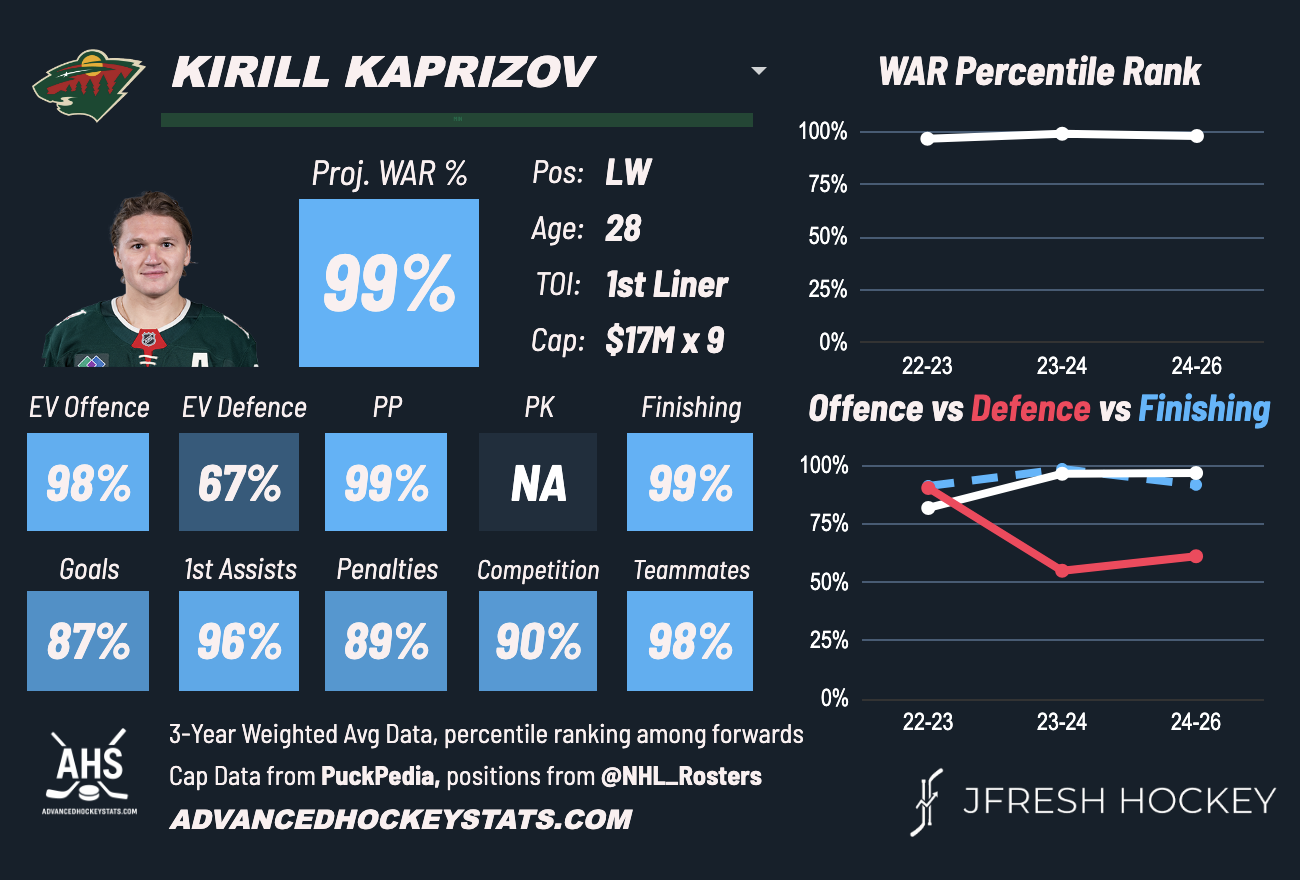 KIRILL KAPRIZOV
Proj. WAR %
99%
Pos: LW
Age: 28
TOI: 1st Liner
Cap: $17M x 9
A
EV Offence EV Defence PP PK Finishing
98% 67% 99% NA 99%
Goals 1st Assists Penalties Competition Teammates
87% 96% 89% 90% 98%
WAR Percentile Rank
100%
75%
50%
25%
0%
22-23 23-24 24-26
Offence vs Defence vs Finishing
100%
75%
50%
25%
0%
22-23 23-24 24-26
AHS
ADVANCEDHOCKEYSTATS.COM
3-Year Weighted Avg Data, percentile ranking among forwards
Cap Data from PuckPedia, positions from @NHL_Rosters
ADVANCEDHOCKEYSTATS.COM
JFRESH HOCKEY